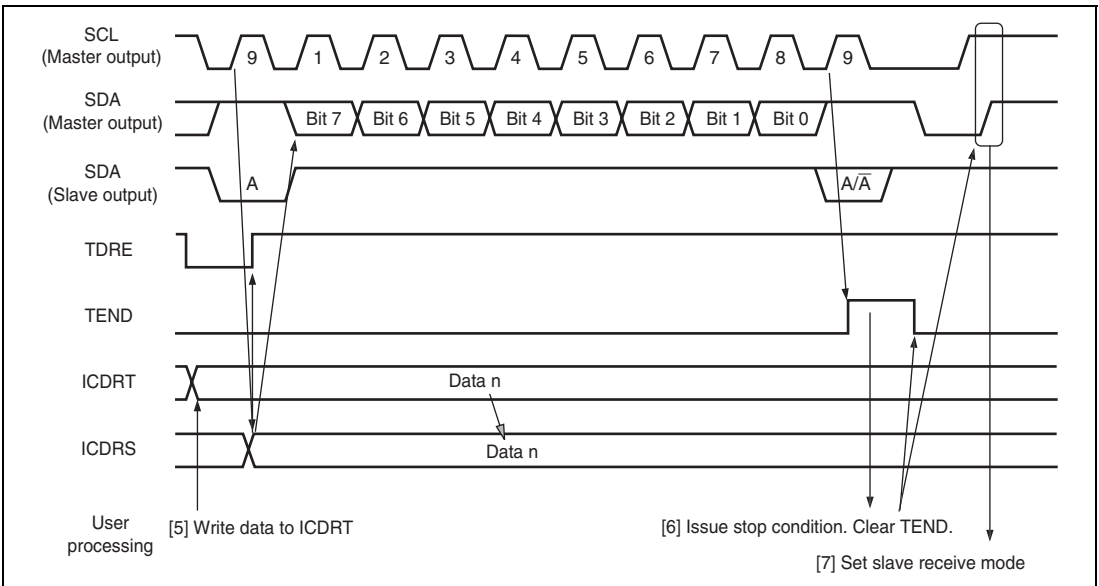 SCL
(Master output)
9 1 2 3 4 5 6 7 8 9
SDA
(Master output)
Bit 7 Bit 6 Bit 5 Bit 4 Bit 3 Bit 2 Bit 1 Bit 0
SDA
(Slave output)
A A/A̅
TDRE
TEND
ICDRT
Data n
ICDRS
Data n
User
processing
[5] Write data to ICDRT
[6] Issue stop condition. Clear TEND.
[7] Set slave receive mode